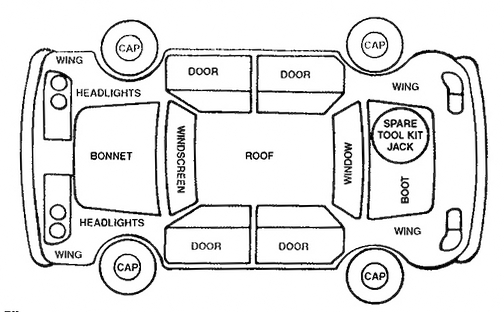 CAP
CAP
WING
DOOR
DOOR
WING
HEADLIGHTS
SPARE
TOOL KIT
JACK
BONNET
WINDSCREEN
ROOF
WINDOW
BOOT
HEADLIGHTS
WING
WING
DOOR
DOOR
CAP
CAP